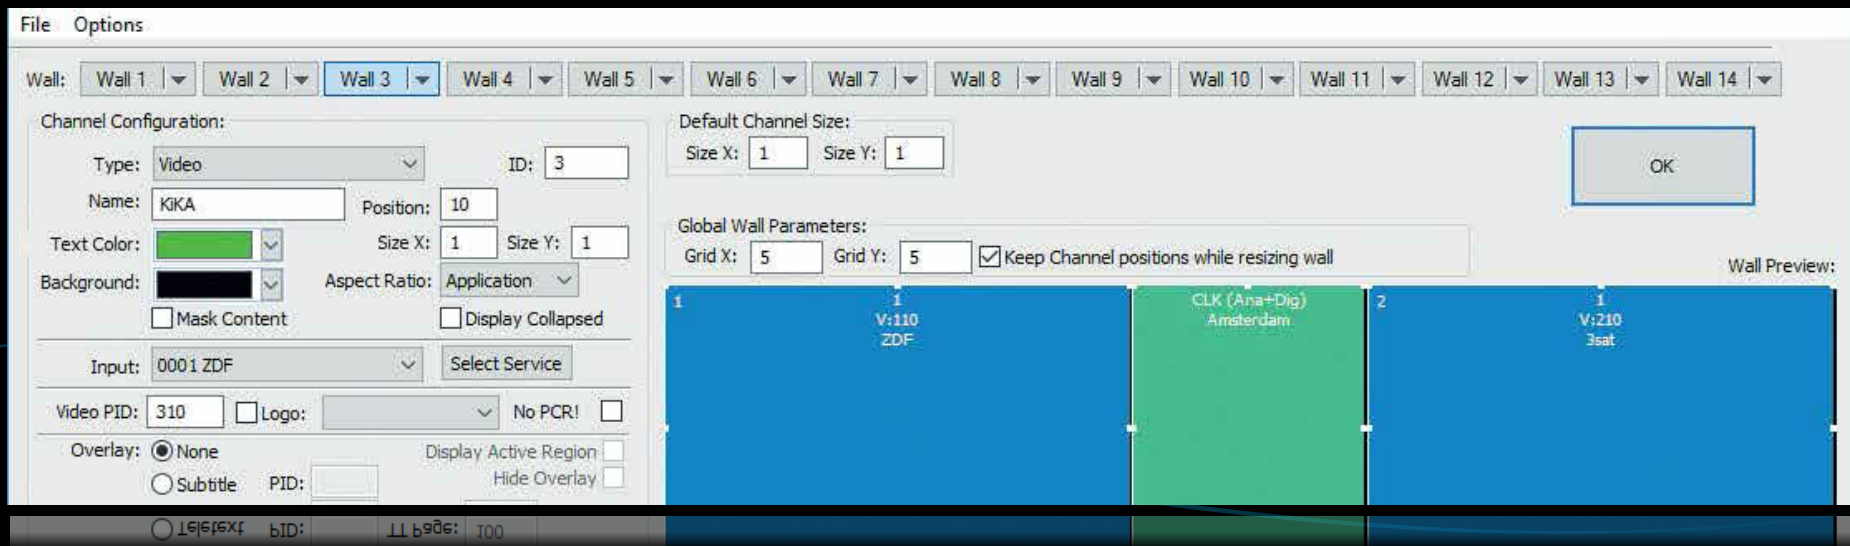 File Options
Wall: Wall 1 Wall 2 Wall 3 Wall 4 Wall 5 Wall 6 Wall 7 Wall 8 Wall 9 Wall 10 Wall 11 Wall 12 Wall 13 Wall 14
Channel Configuration:
Type: Video ID: 3
Name: KiKA Position: 10
Text Color: Size X: 1 Size Y: 1
Background: Aspect Ratio: Application
Mask Content Display Collapsed
Input: 0001 ZDF Select Service
Video PID: 310 Logo: No PCR!
Overlay: None Display Active Region
Hide Overlay
Subtitle PID:
Teletext PID: TT Page: 100
Default Channel Size:
Size X: 1 Size Y: 1
OK
Global Wall Parameters:
Grid X: 5 Grid Y: 5 Keep Channel positions while resizing wall
Wall Preview:
1 1
V:110
ZDF
CLK (Ana+Dig)
Amsterdam
2 1
V:210
3sat